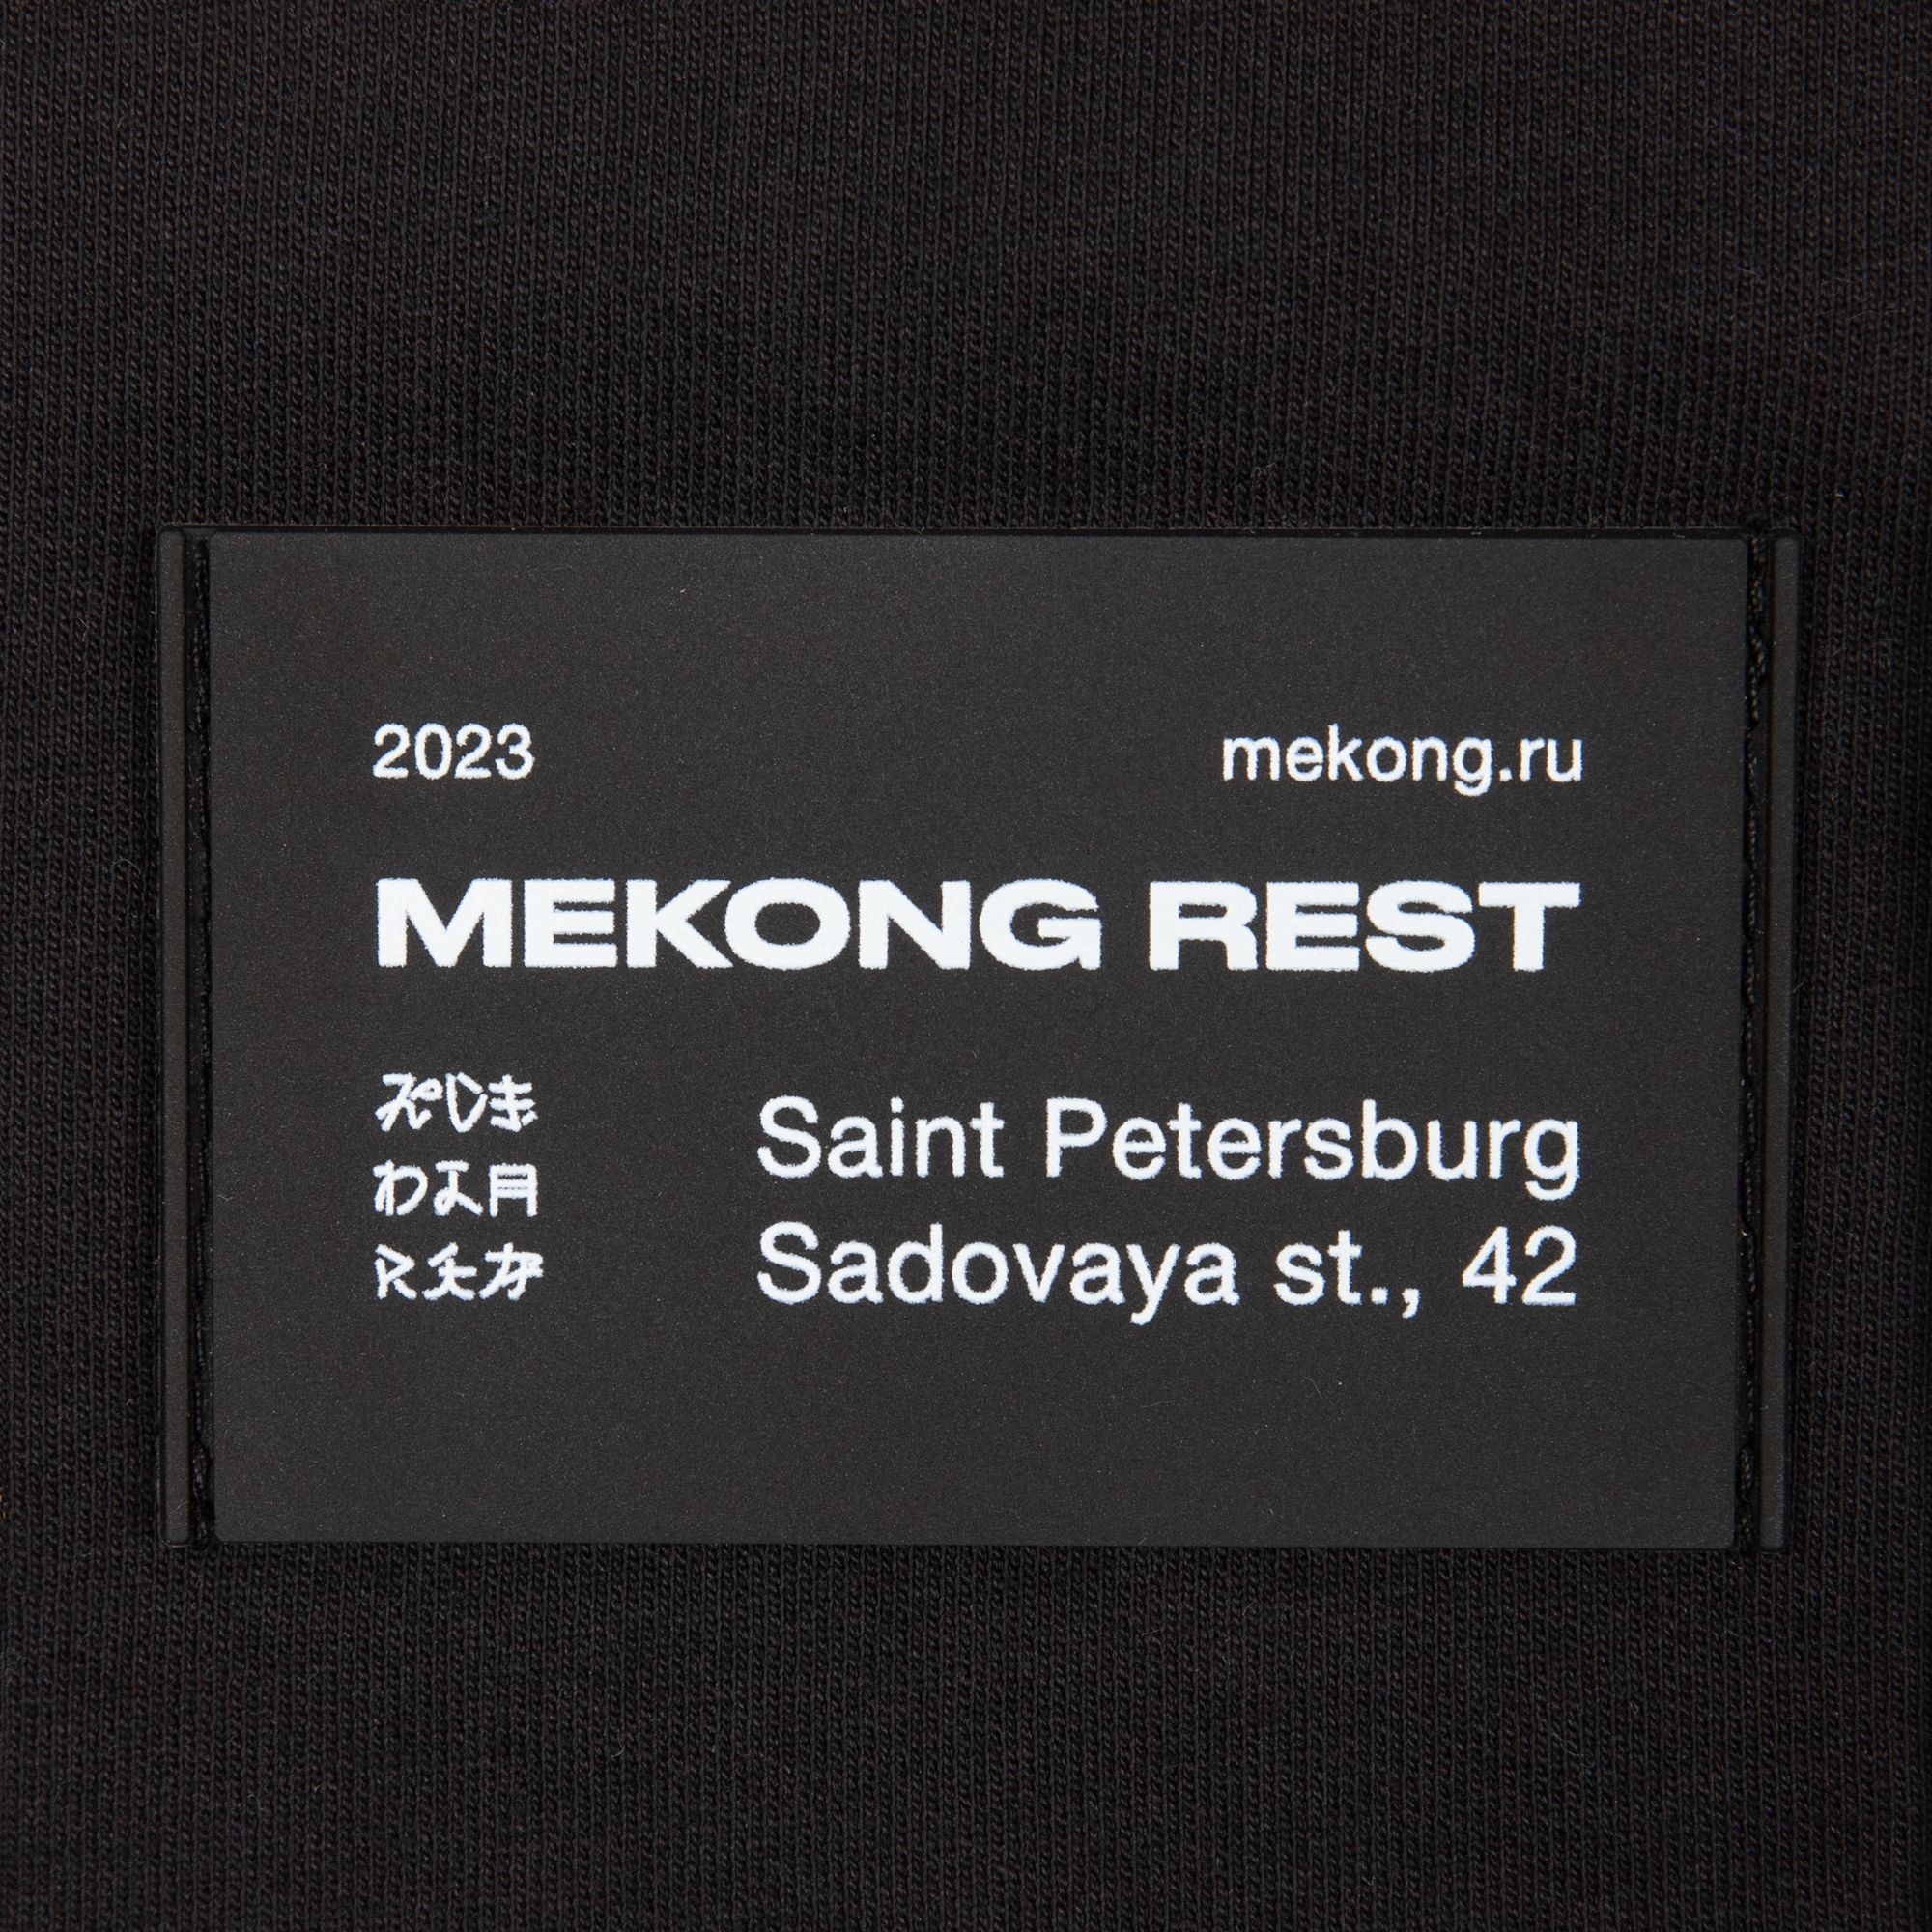 2023
mekong.ru
MEKONG REST
Saint Petersburg
Sadovaya st., 42